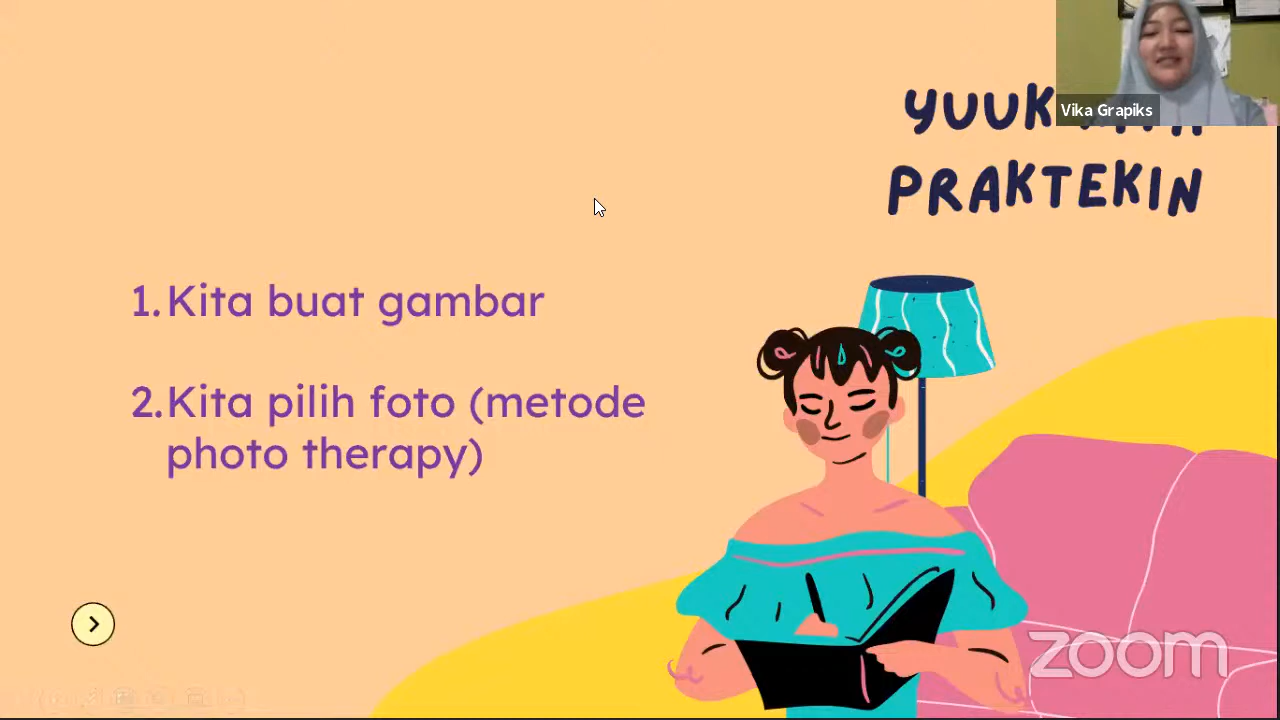 Vika Grapiks
YUUK
PRAKTEKIN
1. Kita buat gambar
2. Kita pilih foto (metode
photo therapy)
zoom